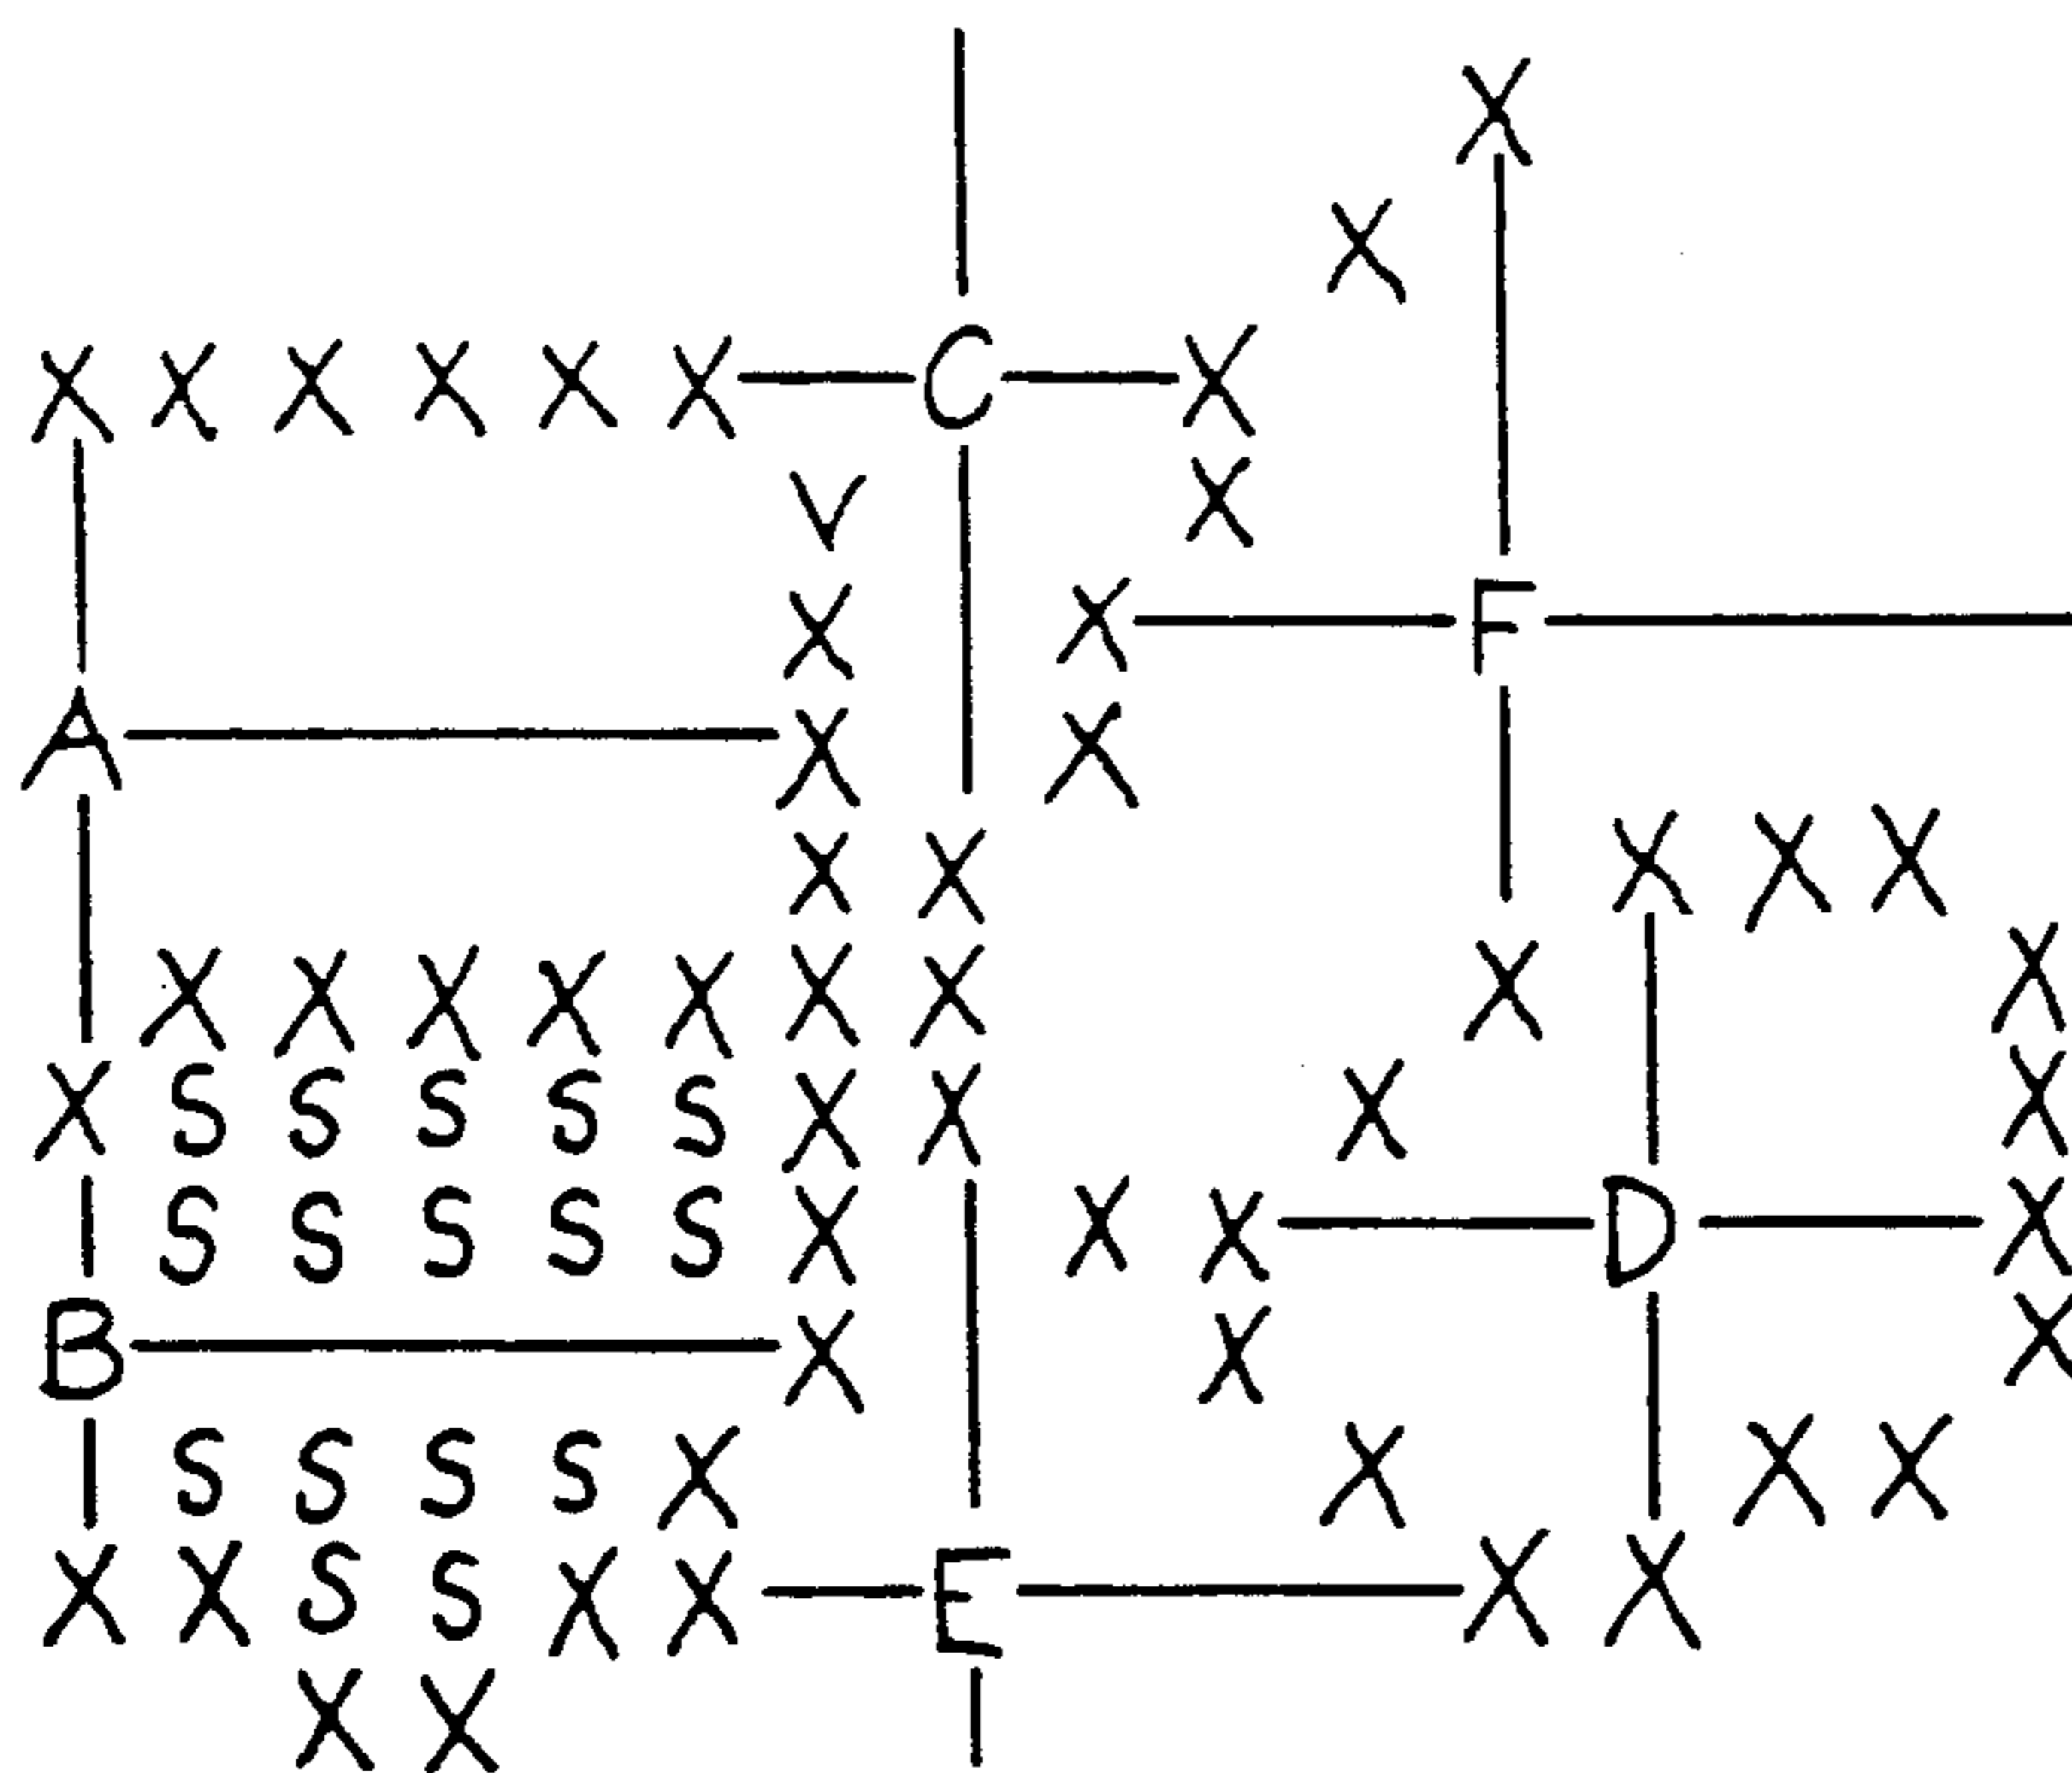 X
X
X X X X X X C X
V X
X X F
A X X
X X X X X
X X X X X X X X X
X S S S S S X X X X
S S S S S X X X D X
B X X X
S S S S X X X X
X X S S X X E X X
X X